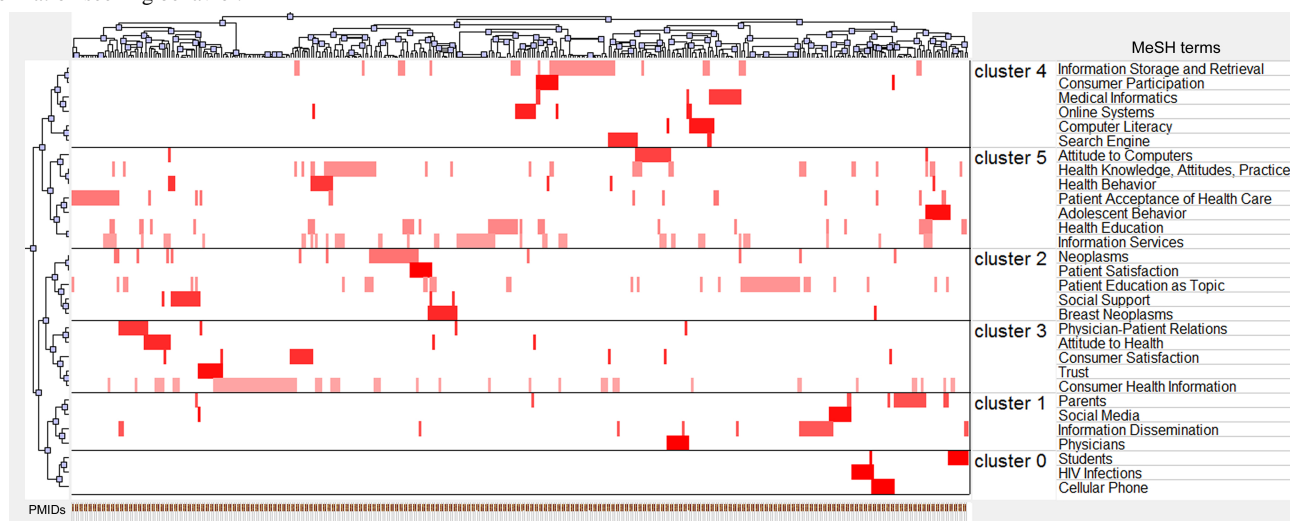 MeSH terms
cluster 4
Information Storage and Retrieval
Consumer Participation
Medical Informatics
Online Systems
Computer Literacy
Search Engine
cluster 5
Attitude to Computers
Health Knowledge, Attitudes, Practice
Health Behavior
Patient Acceptance of Health Care
Adolescent Behavior
Health Education
Information Services
cluster 2
Neoplasms
Patient Satisfaction
Patient Education as Topic
Social Support
Breast Neoplasms
cluster 3
Physician-Patient Relations
Attitude to Health
Consumer Satisfaction
Trust
Consumer Health Information
cluster 1
Parents
Social Media
Information Dissemination
Physicians
cluster 0
Students
HIV Infections
Cellular Phone
PMIDs